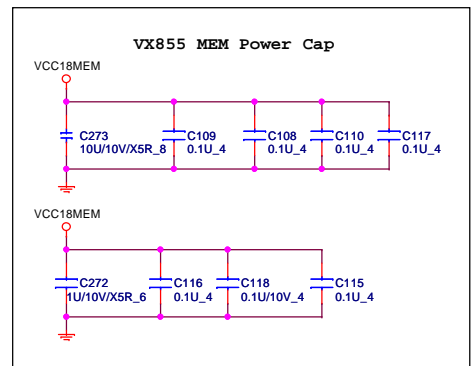 VX855 MEM Power Cap
VCC18MEM
C273
10U/10V/X5R_8
C109
0.1U_4
C108
0.1U_4
C110
0.1U_4
C117
0.1U_4
VCC18MEM
C272
1U/10V/X5R_6
C116
0.1U_4
C118
0.1U/10V_4
C115
0.1U_4